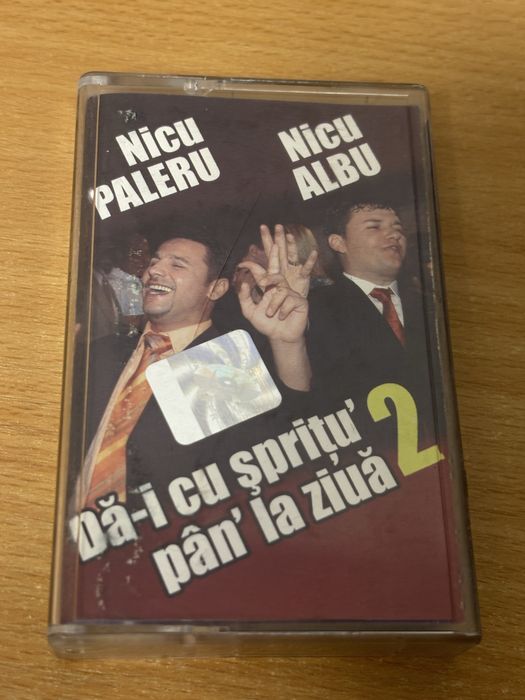 Nicu
PALERU
Nicu
ALBU
Dă-i cu șprițu'
pân' la ziuă
2